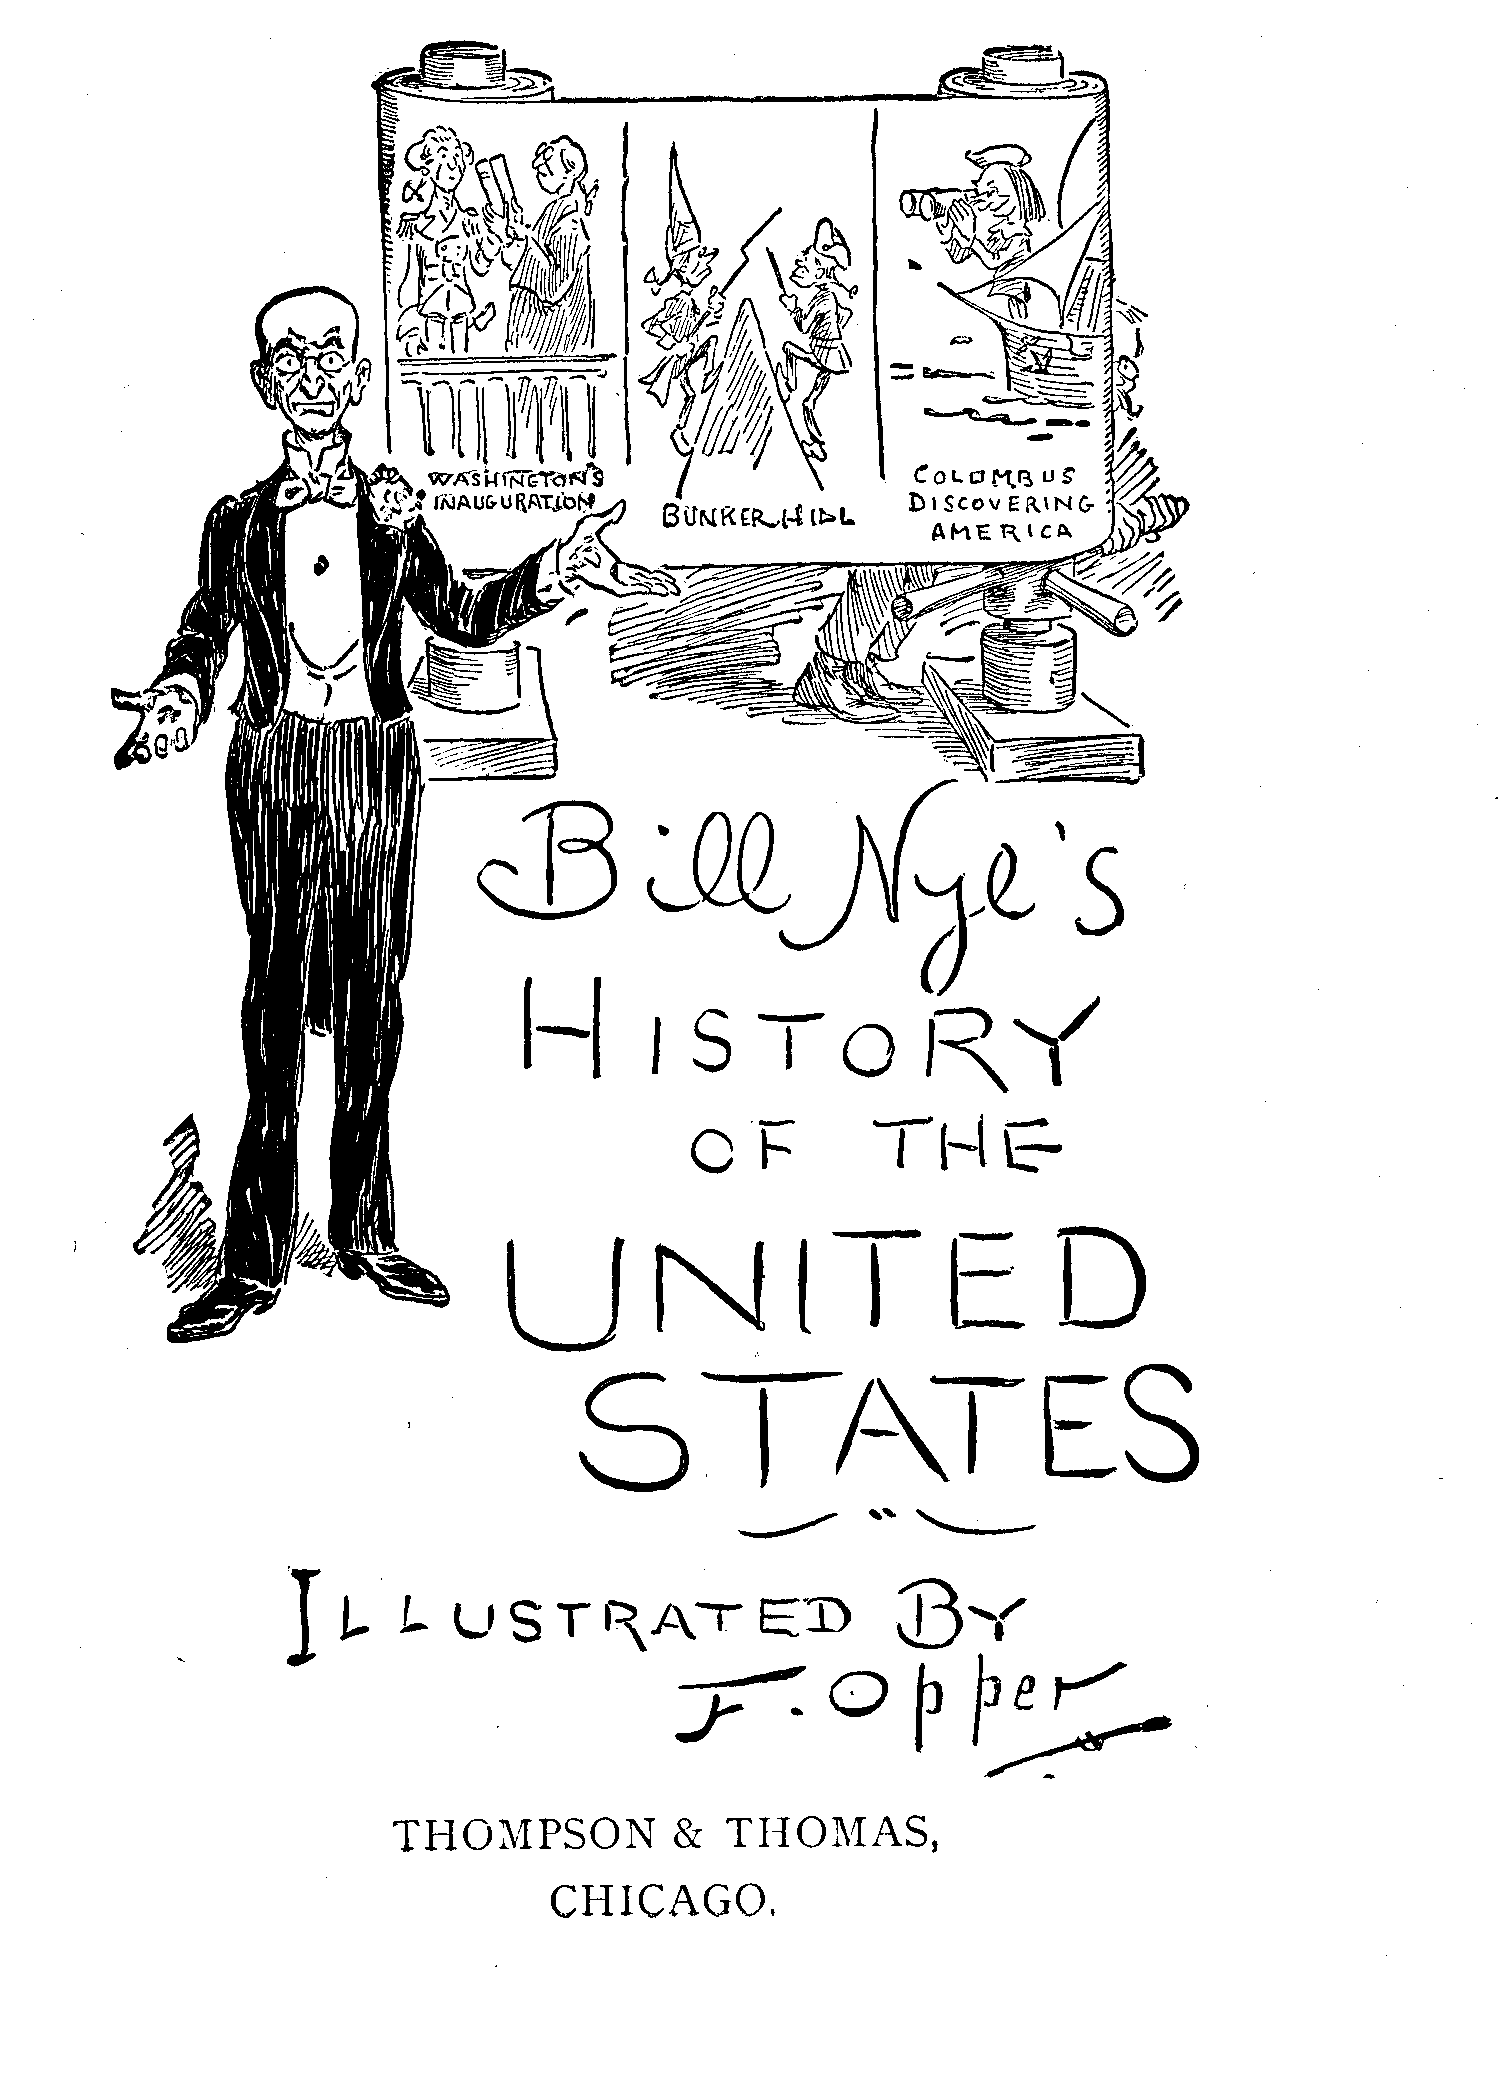 WASHINGTON'S
INAUGURATION
BUNKER HILL
COLUMBUS
DISCOVERING
AMERICA
Bill Nye's
HISTORY
OF THE
UNITED
STATES
ILLUSTRATED BY
F. Opper
THOMPSON & THOMAS,
CHICAGO.